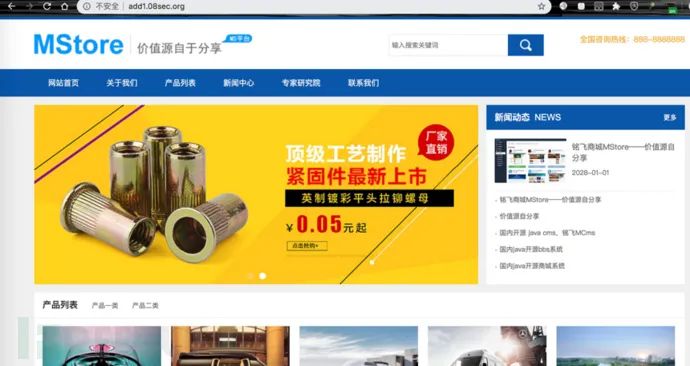 不安全 | add1.08sec.org
MStore 价值源自于分享 MS平台
输入搜索关键词
全国咨询热线：888-8888888
网站首页 关于我们 产品列表 新闻中心 专家研究院 联系我们
顶级工艺制作
紧固件最新上市
厂家
直销
英制镀彩平头拉铆螺母
¥0.05元起
点击抢购
新闻动态 NEWS 更多
铭飞商城MStore——价值源自
分享
2028-01-01
铭飞商城MStore——价值源自分享
价值源自分享
国内开源 java cms、铭飞MCms
国内java开源bbs系统
国内java开源商城系统
产品列表 产品一类 产品二类